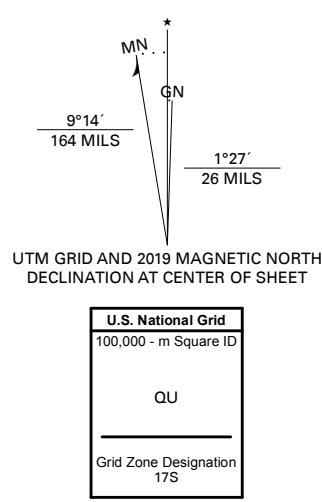 ★
MN
GN
9°14´
164 MILS
1°27´
26 MILS
UTM GRID AND 2019 MAGNETIC NORTH
DECLINATION AT CENTER OF SHEET
U.S. National Grid
100,000 - m Square ID
QU
Grid Zone Designation
17S